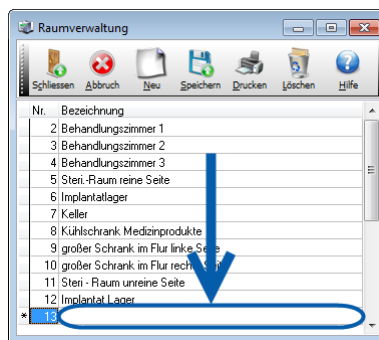 Raumverwaltung
Schliessen Abbruch Neu Speichern Drucken Löschen Hilfe
Nr. Bezeichnung
2 Behandlungszimmer 1
3 Behandlungszimmer 2
4 Behandlungszimmer 3
5 Steri.-Raum reine Seite
6 Implantatlager
7 Keller
8 Kühlschrank Medizinprodukte
9 großer Schrank im Flur linke Seite
10 großer Schrank im Flur rechte Seite
11 Steri - Raum unreine Seite
12 Implantat Lager
* 13